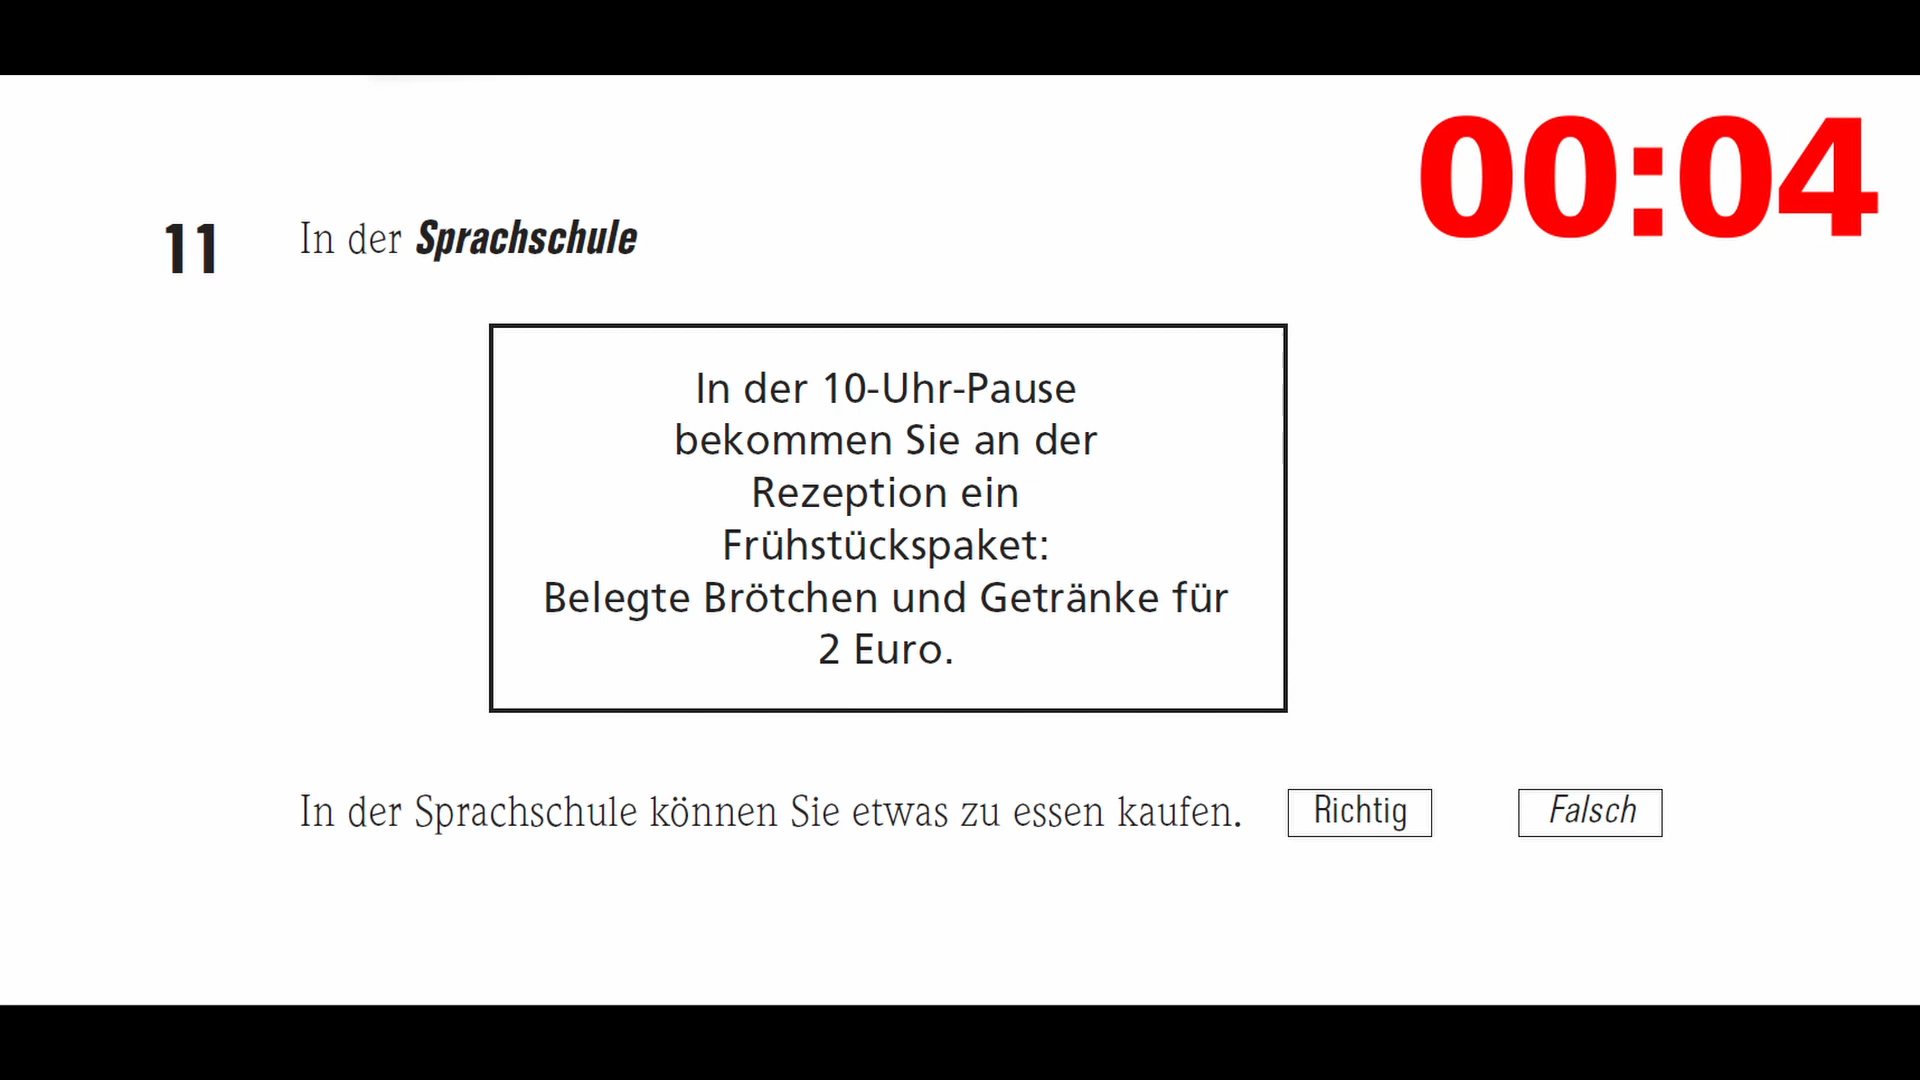 00:04
11 In der Sprachschule
In der 10-Uhr-Pause
bekommen Sie an der
Rezeption ein
Frühstückspaket:
Belegte Brötchen und Getränke für
2 Euro.
In der Sprachschule können Sie etwas zu essen kaufen. Richtig Falsch